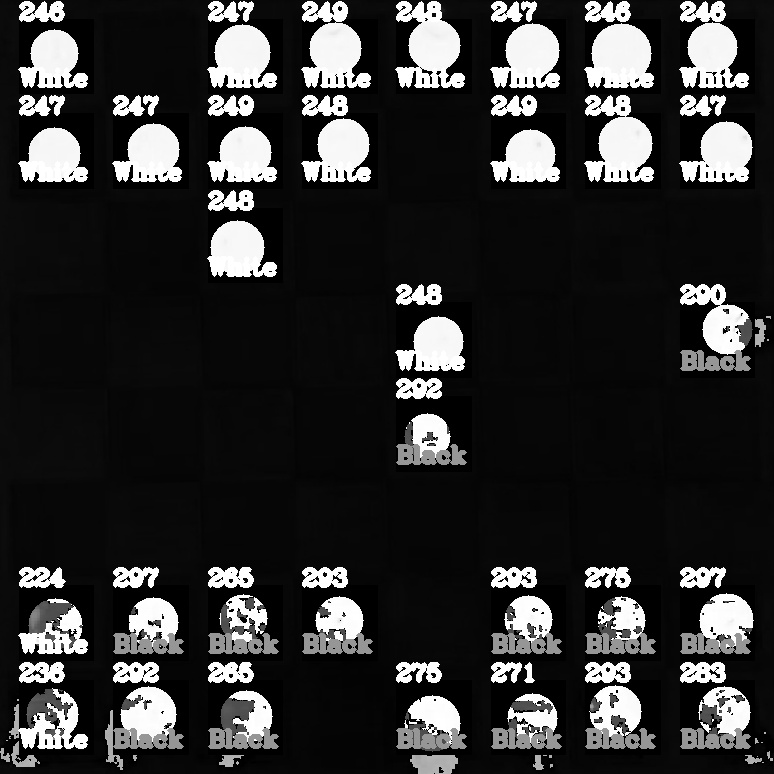 246 247 249 248 247 246 246
White White White White White White White
247 247 249 248 249 248 247
White White White White White White White
248
White
248 290
White Black
292
Black
224 297 265 293 293 275 297
White Black Black Black Black Black Black
236 292 265 275 271 293 283
White Black Black Black Black Black Black